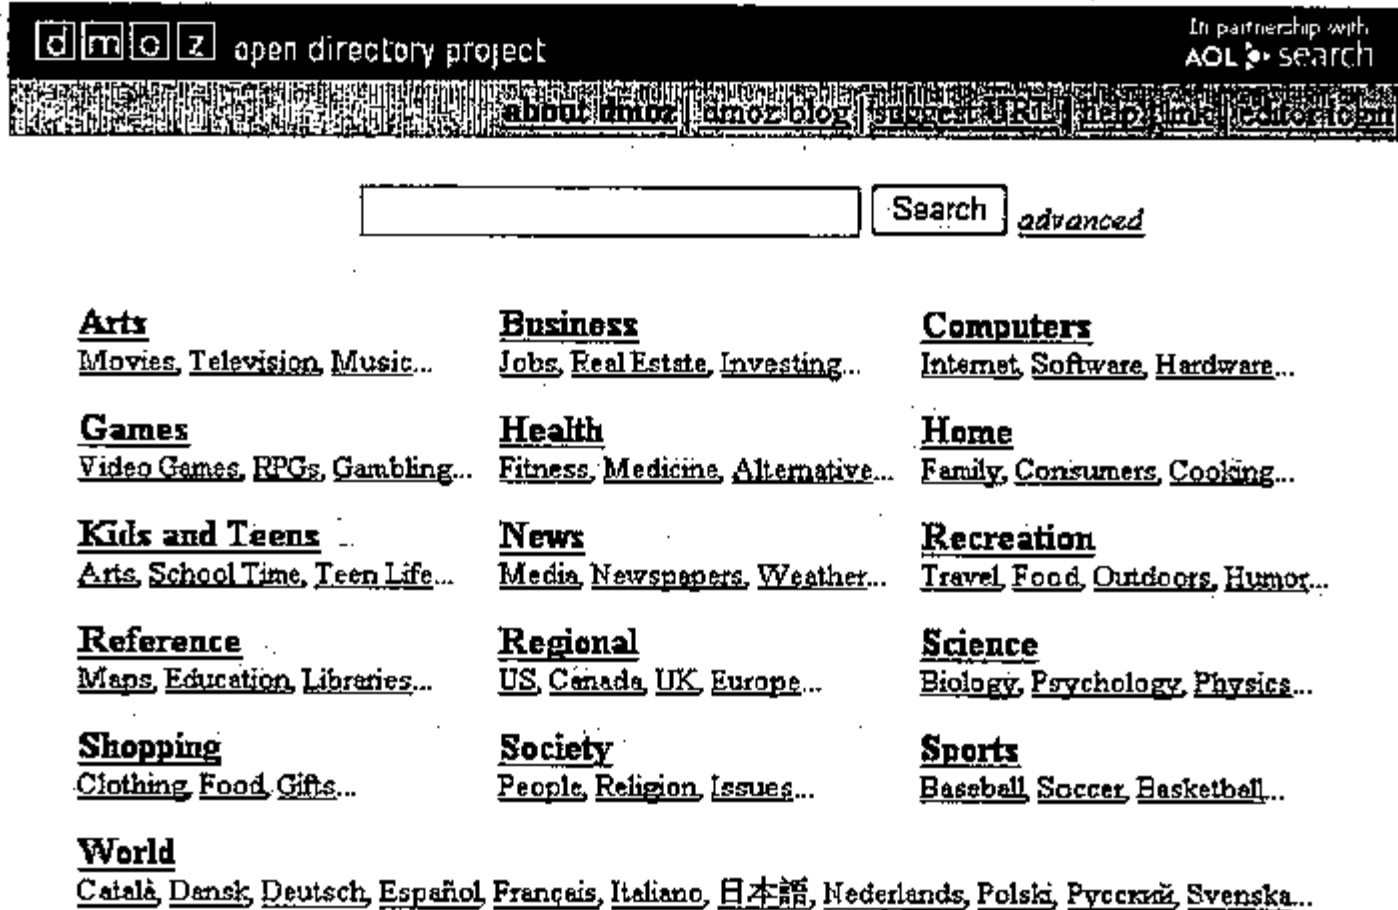 dmoz open directory project
In partnership with
AOL search
about dmoz | dmoz blog | suggest URL | help | link | editor login
Search advanced
Arts Business Computers
Movies, Television, Music... Jobs, Real Estate, Investing... Internet, Software, Hardware...
Games Health Home
Video Games, RPGs, Gambling... Fitness, Medicine, Alternative... Family, Consumers, Cooking...
Kids and Teens News Recreation
Arts, School Time, Teen Life... Media, Newspapers, Weather... Travel, Food, Outdoors, Humor...
Reference Regional Science
Maps, Education, Libraries... US, Canada, UK, Europe... Biology, Psychology, Physics...
Shopping Society Sports
Clothing, Food, Gifts... People, Religion, Issues... Baseball, Soccer, Basketball...
World
Català, Dansk, Deutsch, Español, Français, Italiano, 日本語, Nederlands, Polski, Русский, Svenska...